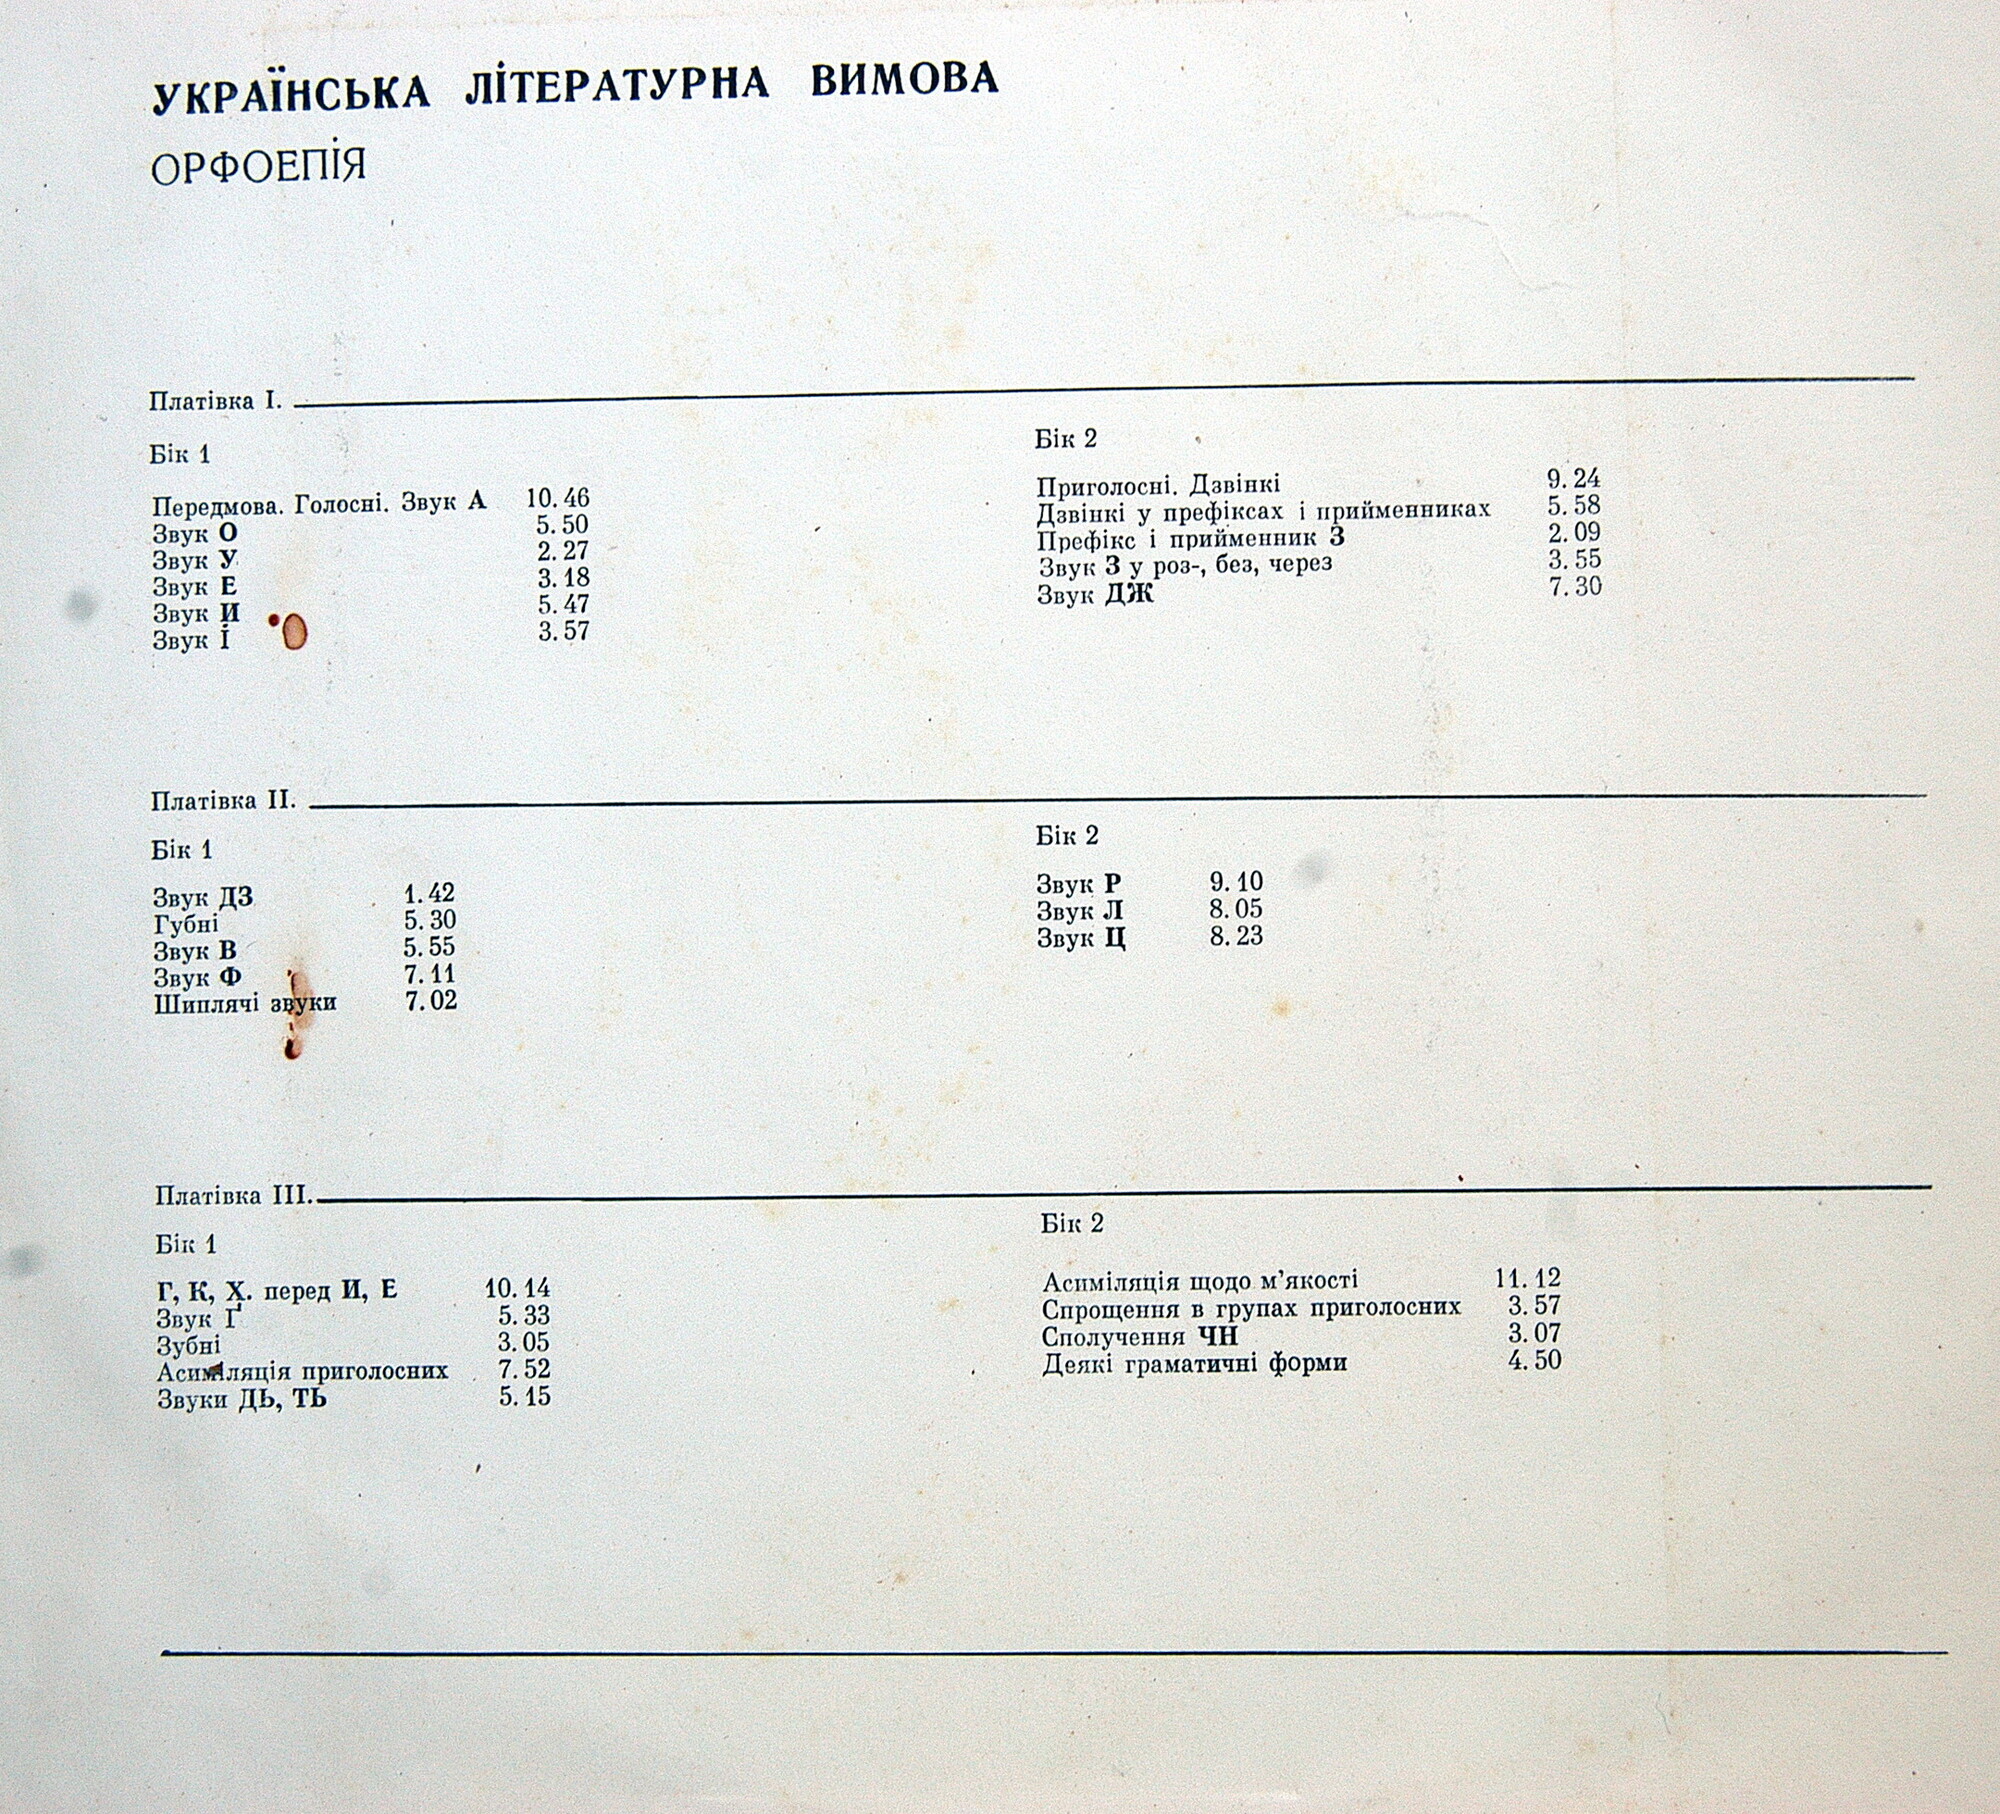 УКРАЇНСЬКА ЛІТЕРАТУРНА ВИМОВА
ОРФОЕПІЯ
Платівка I.
Бік 1
Передмова. Голосні. Звук А 10.46
Звук О 5.50
Звук У 2.27
Звук Е 3.18
Звук И 5.47
Звук І 3.57
Бік 2
Приголосні. Дзвінкі 9.24
Дзвінкі у префіксах і прийменниках 5.58
Префікс і прийменник З 2.09
Звук З у роз-, без, через 3.55
Звук ДЖ 7.30
Платівка II.
Бік 1
Звук ДЗ 1.42
Губні 5.30
Звук В 5.55
Звук Ф 7.11
Шиплячі звуки 7.02
Бік 2
Звук Р 9.10
Звук Л 8.05
Звук Ц 8.23
Платівка III.
Бік 1
Г, К, Х. перед И, Е 10.14
Звук Ґ 5.33
Зубні 3.05
Асиміляція приголосних 7.52
Звуки ДЬ, ТЬ 5.15
Бік 2
Асиміляція щодо м’якості 11.12
Спрощення в групах приголосних 3.57
Сполучення ЧН 3.07
Деякі граматичні форми 4.50